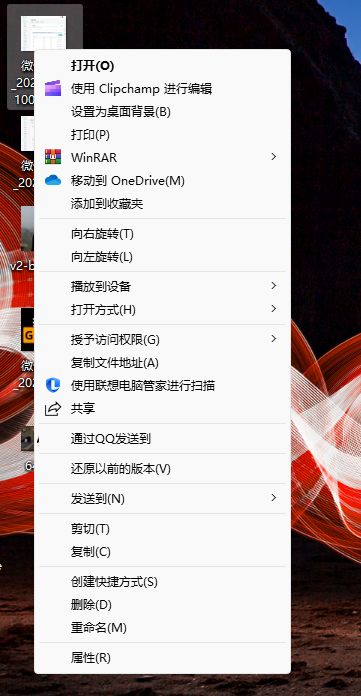 微
_202
100
打开(O)
使用 Clipchamp 进行编辑
设置为桌面背景(B)
打印(P)
WinRAR
移动到 OneDrive(M)
添加到收藏夹
向右旋转(T)
向左旋转(L)
播放到设备
打开方式(H)
授予访问权限(G)
复制文件地址(A)
使用联想电脑管家进行扫描
共享
通过QQ发送到
还原以前的版本(V)
发送到(N)
剪切(T)
复制(C)
创建快捷方式(S)
删除(D)
重命名(M)
属性(R)
微
_202
v2-b
G
微
_202
64